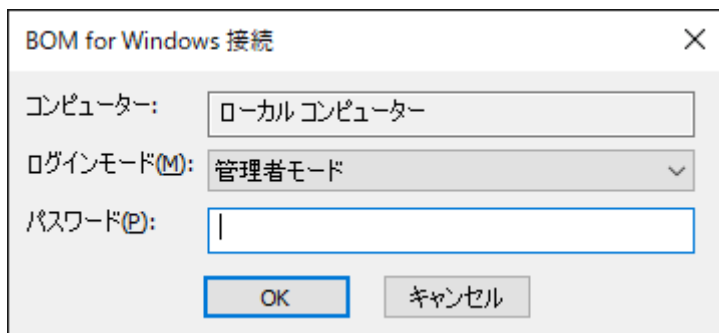 BOM for Windows 接続
コンピューター: ローカル コンピューター
ログインモード(M): 管理者モード
パスワード(P):
OK キャンセル